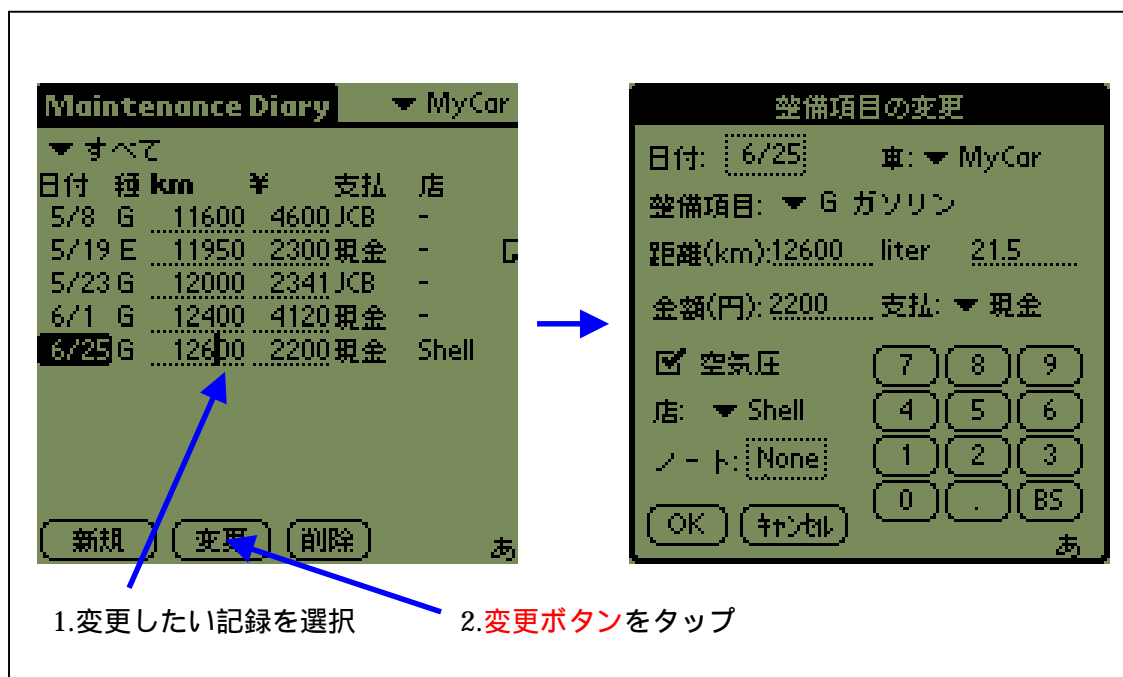 Maintenance Diary ▼ MyCar
▼ すべて
日付 種 km ¥ 支払 店
5/8 G 11600 4600 JCB -
5/19 E 11950 2300 現金 -
5/23 G 12000 2341 JCB -
6/1 G 12400 4120 現金 -
6/25 G 12600 2200 現金 Shell
新規 変更 削除 あ
整備項目の変更
日付: 6/25 車: ▼ MyCar
整備項目: ▼ G ガソリン
距離(km): 12600 liter 21.5
金額(円): 2200 支払: ▼ 現金
空気圧
店: ▼ Shell
ノート: None
7 8 9
4 5 6
1 2 3
0 . BS
OK キャンセル あ
1.変更したい記録を選択
2.変更ボタンをタップ